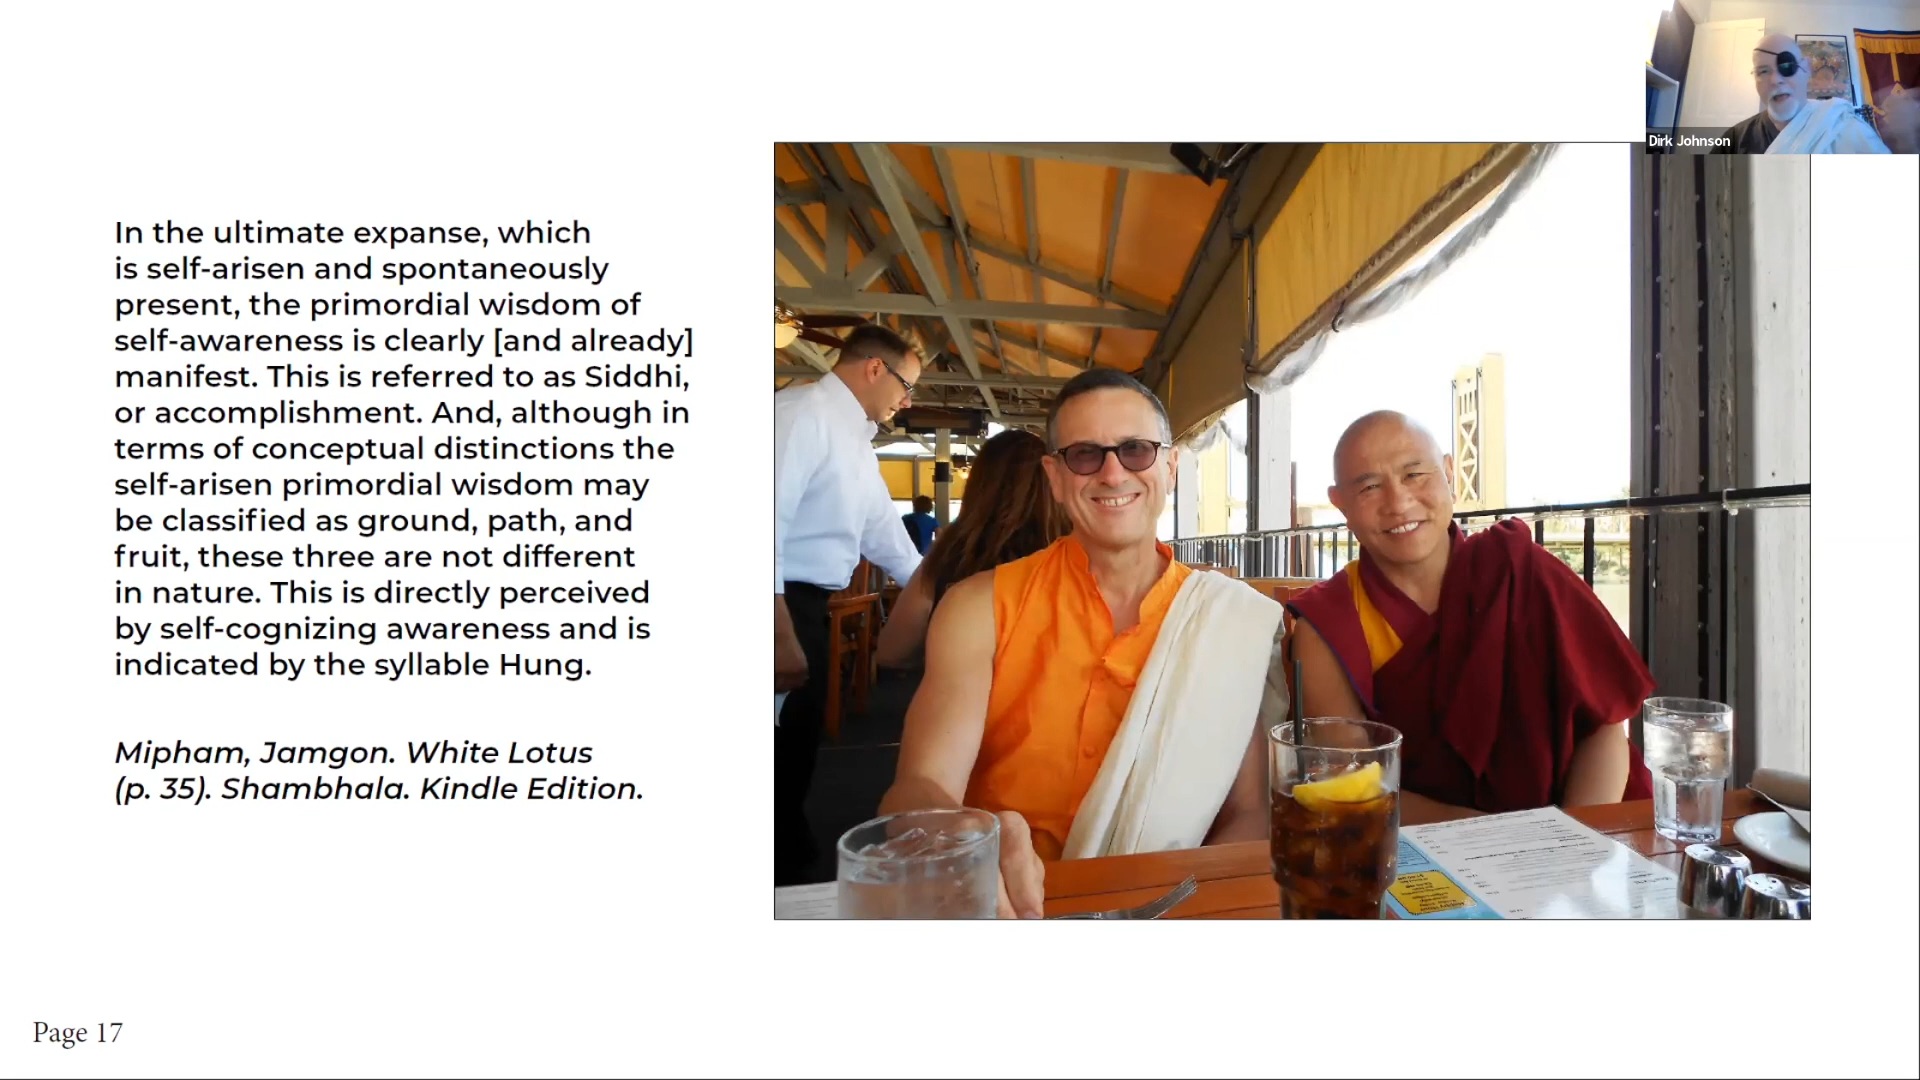 Dirk Johnson
In the ultimate expanse, which
is self-arisen and spontaneously
present, the primordial wisdom of
self-awareness is clearly [and already]
manifest. This is referred to as Siddhi,
or accomplishment. And, although in
terms of conceptual distinctions the
self-arisen primordial wisdom may
be classified as ground, path, and
fruit, these three are not different
in nature. This is directly perceived
by self-cognizing awareness and is
indicated by the syllable Hung.
Mipham, Jamgon. White Lotus
(p. 35). Shambhala. Kindle Edition.
Page 17